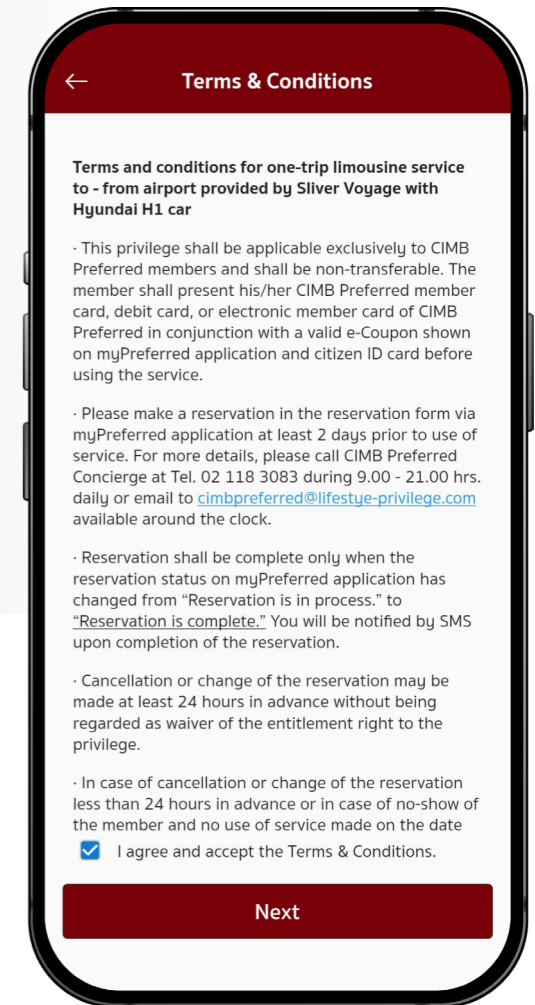 Terms & Conditions
Terms and conditions for one-trip limousine service
to - from airport provided by Sliver Voyage with
Hyundai H1 car
· This privilege shall be applicable exclusively to CIMB
Preferred members and shall be non-transferable. The
member shall present his/her CIMB Preferred member
card, debit card, or electronic member card of CIMB
Preferred in conjunction with a valid e-Coupon shown
on myPreferred application and citizen ID card before
using the service.
· Please make a reservation in the reservation form via
myPreferred application at least 2 days prior to use of
service. For more details, please call CIMB Preferred
Concierge at Tel. 02 118 3083 during 9.00 - 21.00 hrs.
daily or email to cimbpreferred@lifestye-privilege.com
available around the clock.
· Reservation shall be complete only when the
reservation status on myPreferred application has
changed from “Reservation is in process.” to
“Reservation is complete.” You will be notified by SMS
upon completion of the reservation.
· Cancellation or change of the reservation may be
made at least 24 hours in advance without being
regarded as waiver of the entitlement right to the
privilege.
· In case of cancellation or change of the reservation
less than 24 hours in advance or in case of no-show of
the member and no use of service made on the date
I agree and accept the Terms & Conditions.
Next